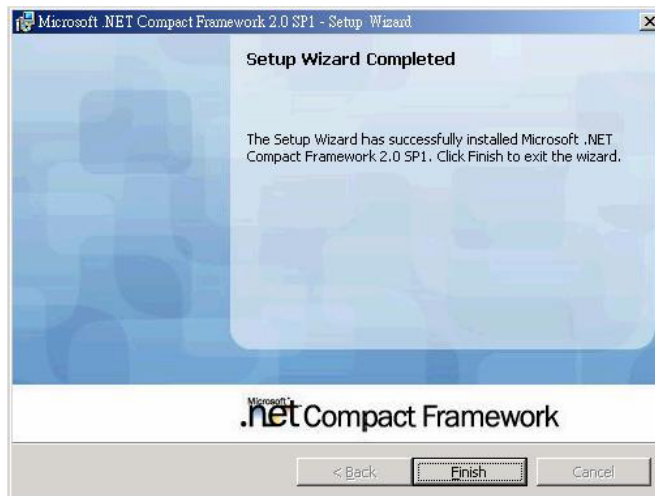 Microsoft .NET Compact Framework 2.0 SP1 - Setup Wizard
Setup Wizard Completed
The Setup Wizard has successfully installed Microsoft .NET
Compact Framework 2.0 SP1. Click Finish to exit the wizard.
Microsoft
.net Compact Framework
< Back
Finish
Cancel